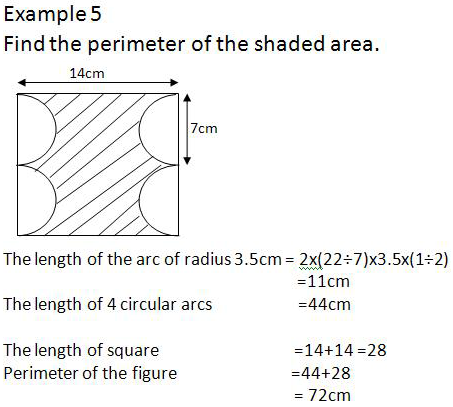 Example 5
Find the perimeter of the shaded area.
14cm
7cm
The length of the arc of radius 3.5cm = 2x(22÷7)x3.5x(1÷2)
=11cm
The length of 4 circular arcs =44cm
The length of square =14+14 =28
Perimeter of the figure =44+28
= 72cm